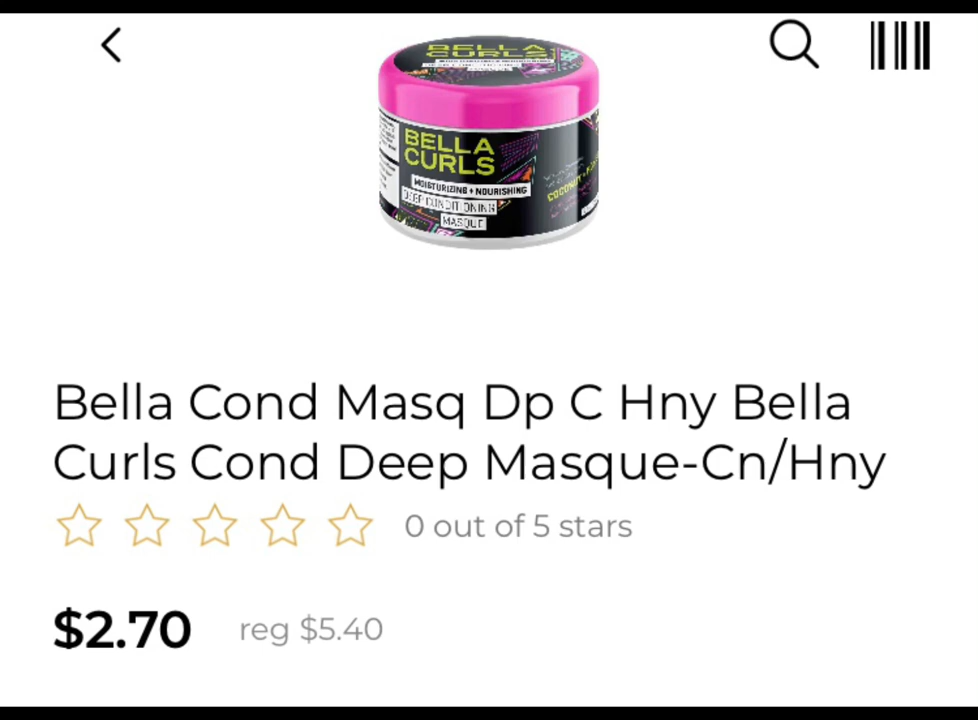 BELLA
CURLS
BELLA
CURLS
MOISTURIZING + NOURISHING
DEEP CONDITIONING
MASQUE
COCONUT +
Bella Cond Masq Dp C Hny Bella
Curls Cond Deep Masque-Cn/Hny
0 out of 5 stars
$2.70 reg $5.40